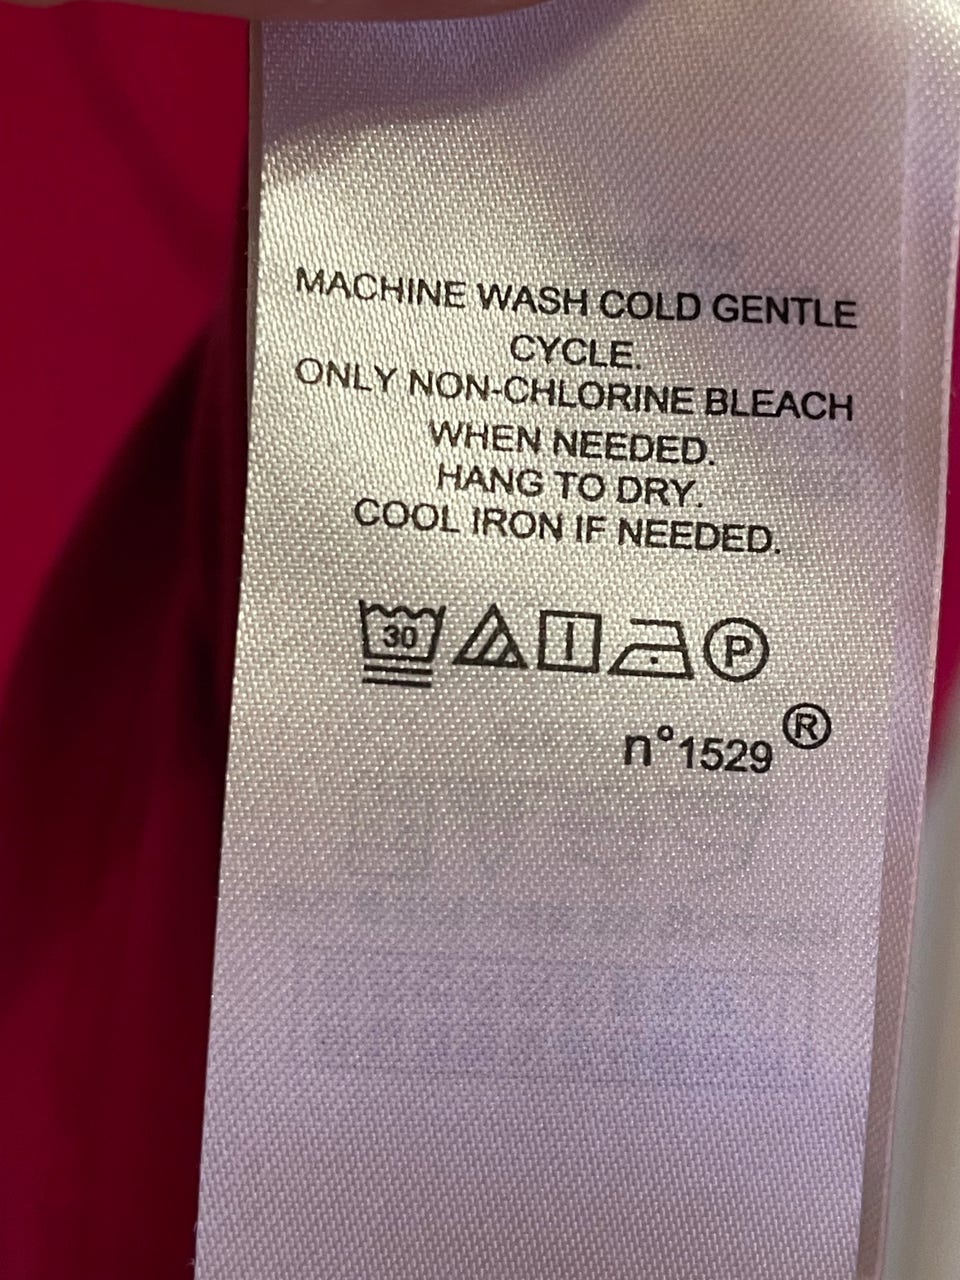 MACHINE WASH COLD GENTLE
CYCLE.
ONLY NON-CHLORINE BLEACH
WHEN NEEDED.
HANG TO DRY.
COOL IRON IF NEEDED.
30 P
n°1529®